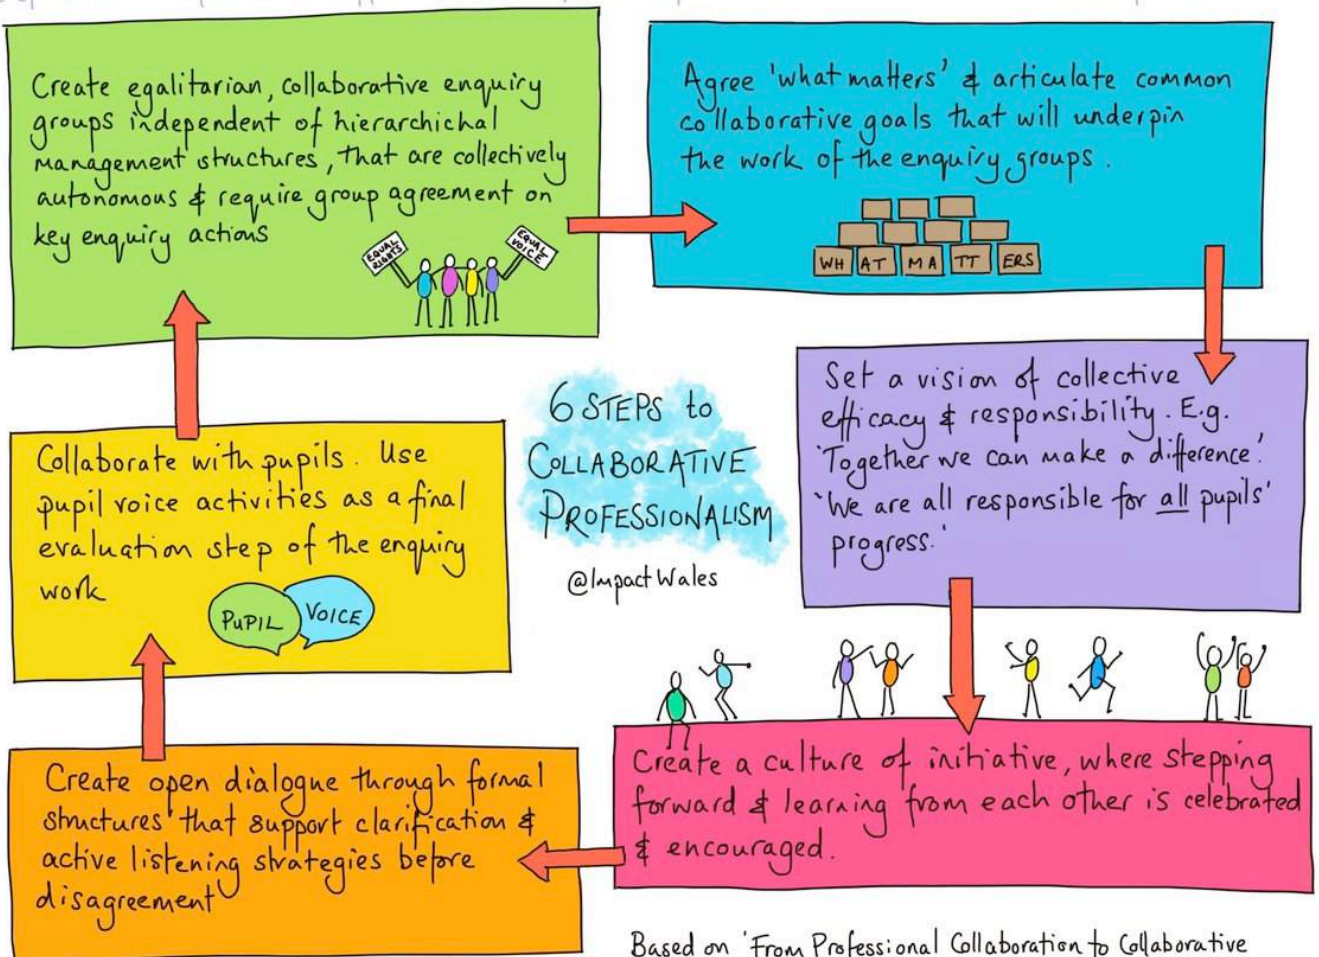 Create egalitarian, collaborative enquiry
groups independent of hierarchichal
management structures, that are collectively
autonomous & require group agreement on
key enquiry actions
EQUAL
RIGHTS
EQUAL
VOICE
Agree 'what matters' & articulate common
collaborative goals that will underpin
the work of the enquiry groups.
WH AT MA TT ERS
Set a vision of collective
efficacy & responsibility. E.g.
'Together we can make a difference.'
'We are all responsible for all pupils'
progress.'
Create a culture of initiative, where stepping
forward & learning from each other is celebrated
& encouraged.
Create open dialogue through formal
structures that support clarification &
active listening strategies before
disagreement
Collaborate with pupils. Use
pupil voice activities as a final
evaluation step of the enquiry
work
PUPIL VOICE
6 STEPS to
COLLABORATIVE
PROFESSIONALISM
@ImpactWales
Based on 'From Professional Collaboration to Collaborative